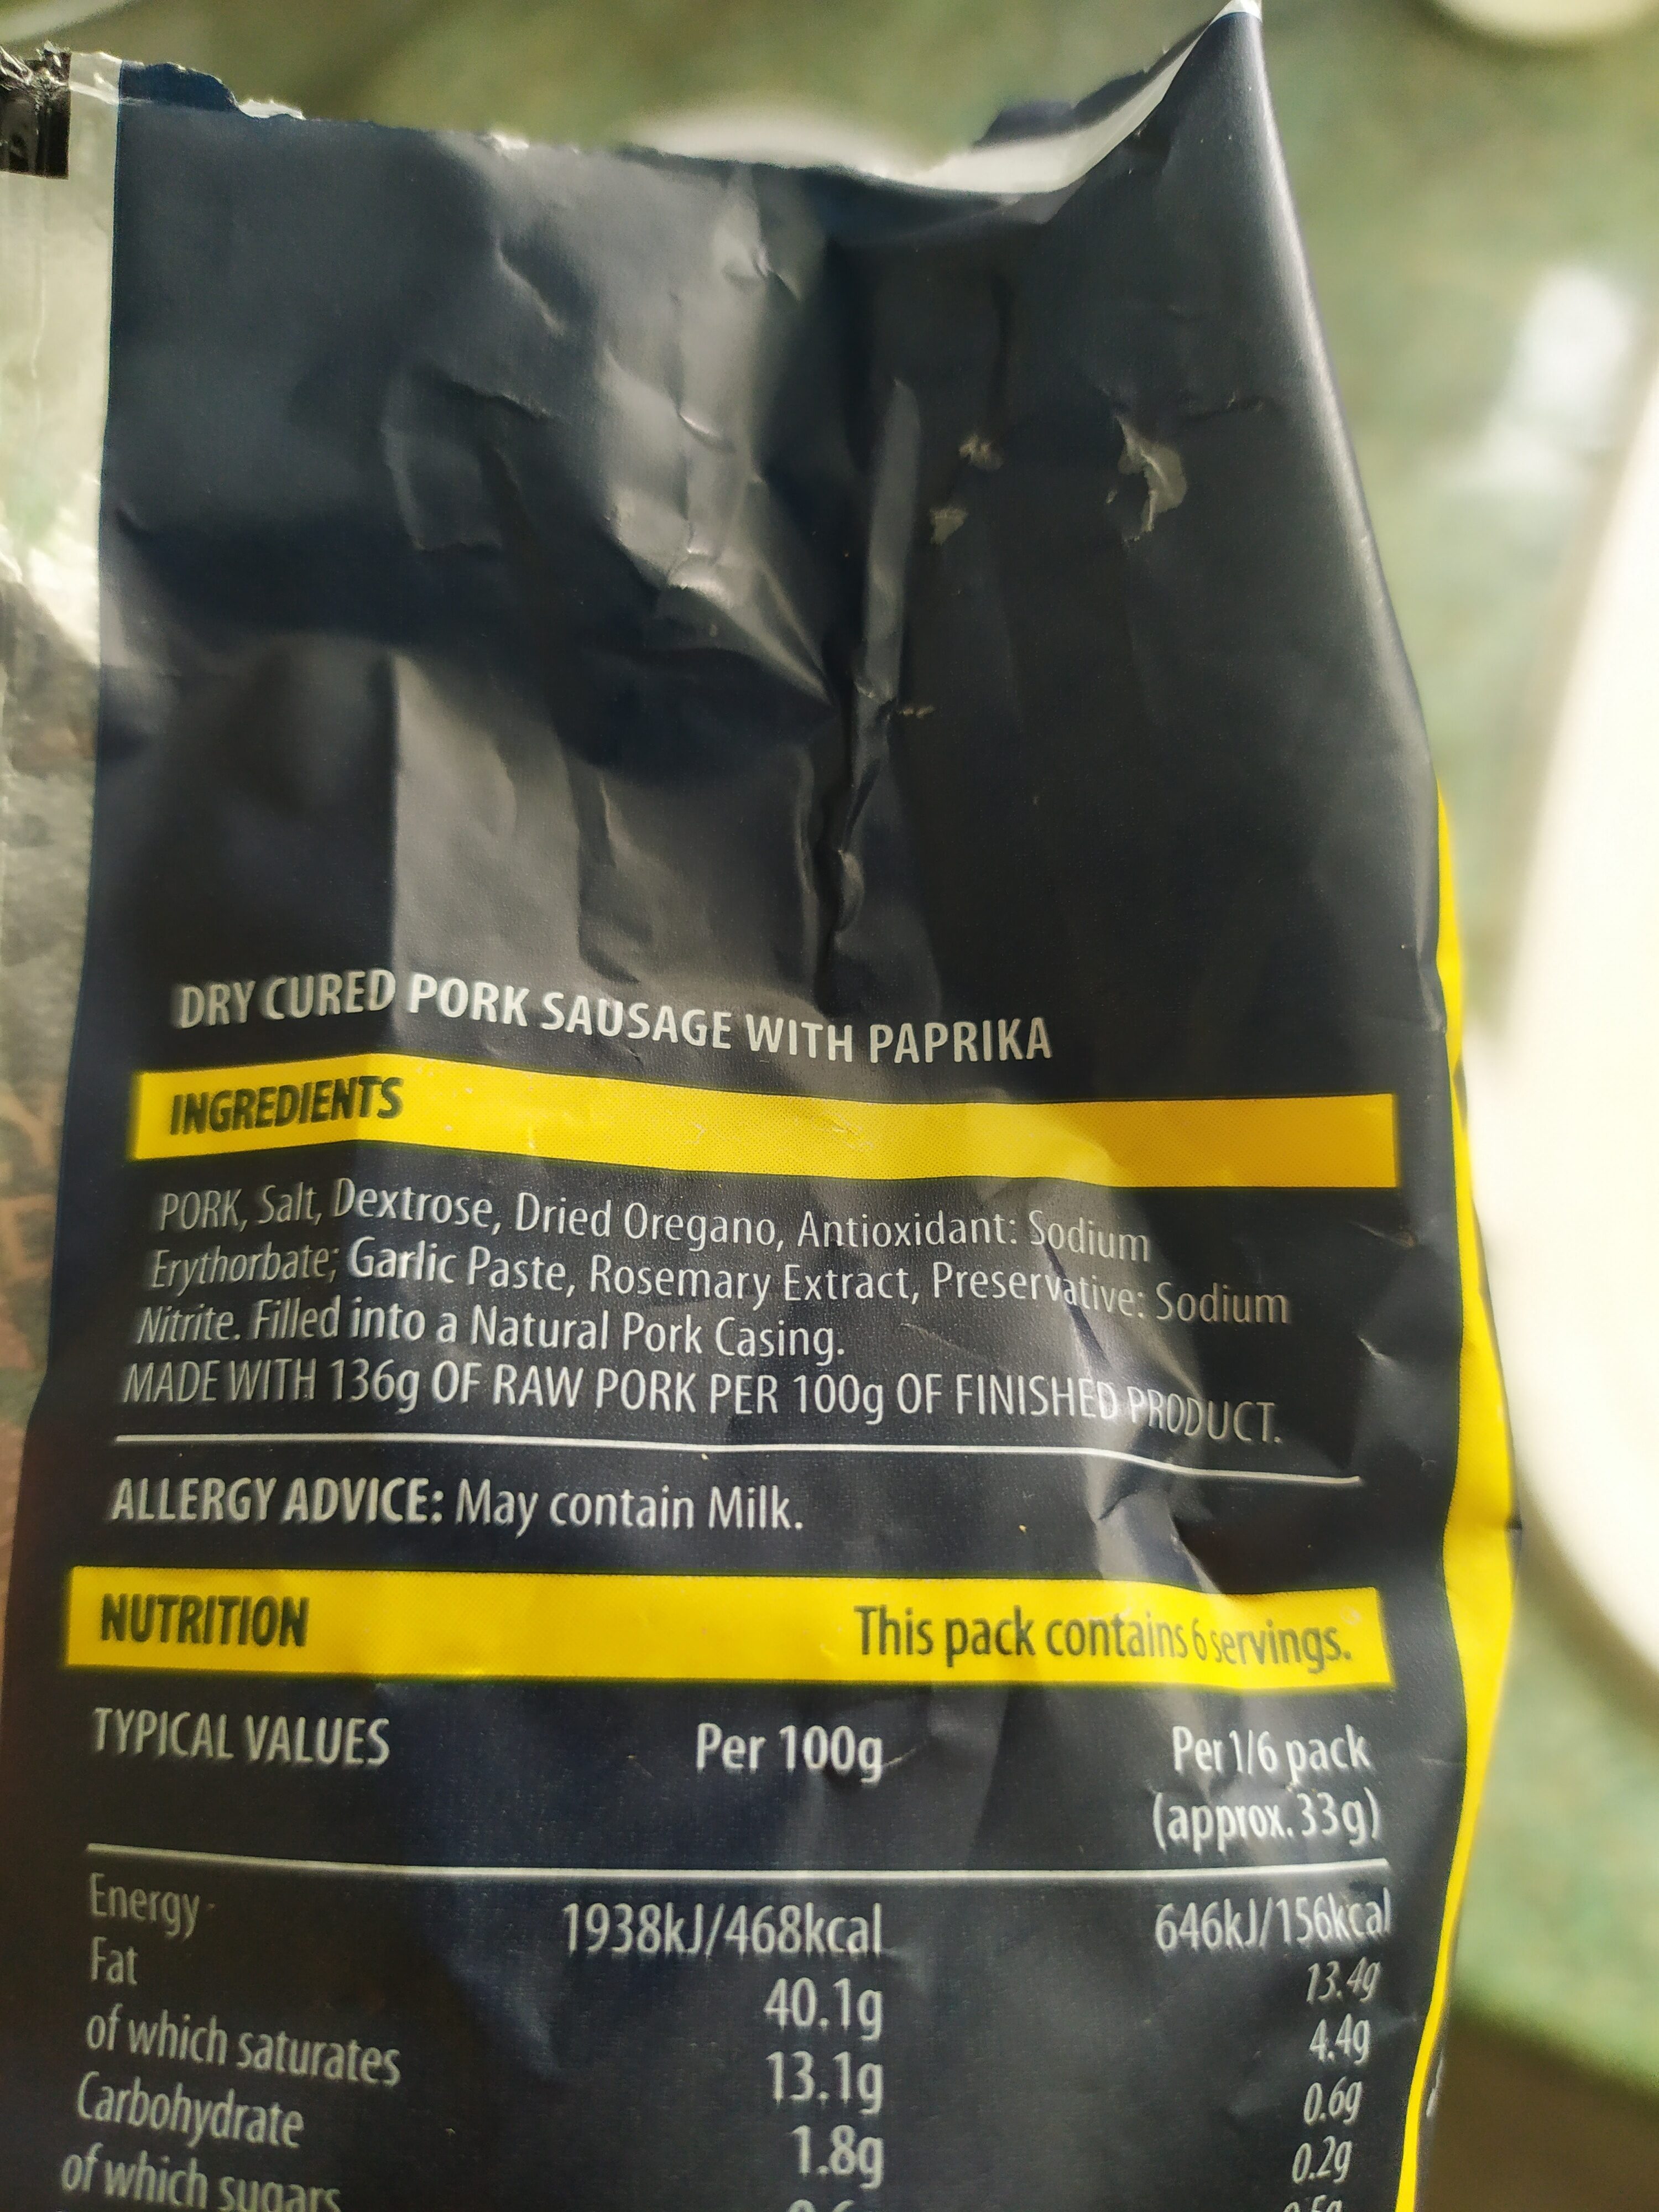 DRY CURED PORK SAUSAGE WITH PAPRIKA
INGREDIENTS
PORK, Salt, Dextrose, Dried Oregano, Antioxidant: Sodium
Erythorbate; Garlic Paste, Rosemary Extract, Preservative: Sodium
Nitrite. Filled into a Natural Pork Casing.
MADE WITH 136g OF RAW PORK PER 100g OF FINISHED PRODUCT.
ALLERGY ADVICE: May contain Milk.
NUTRITION This pack contains 6 servings.
TYPICAL VALUES Per 100g Per 1/6 pack
(approx. 33g)
Energy 1938kJ/468kcal 646kJ/156kcal
Fat 40.1g 13.4g
of which saturates 13.1g 4.4g
Carbohydrate 1.8g 0.6g
of which sugars 0.2g